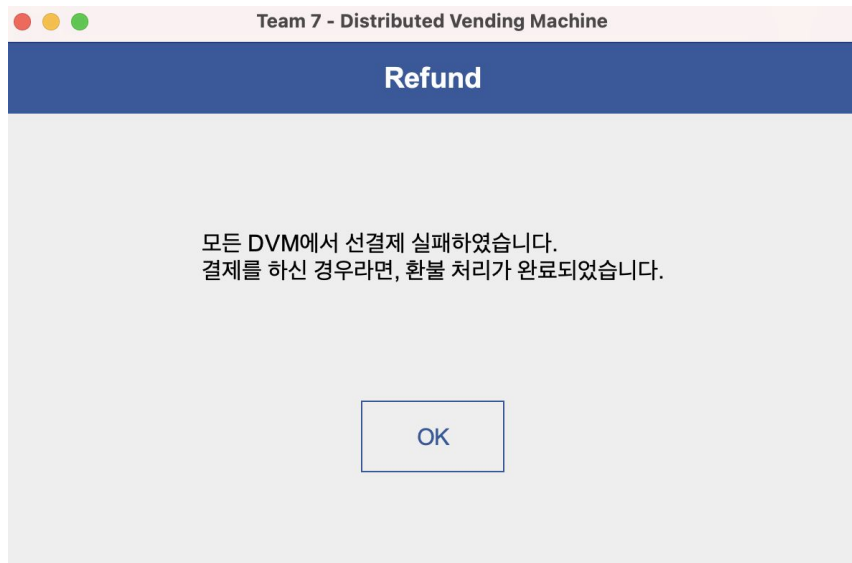 Team 7 - Distributed Vending Machine
Refund
모든 DVM에서 선결제 실패하였습니다.
결제를 하신 경우라면, 환불 처리가 완료되었습니다.
OK